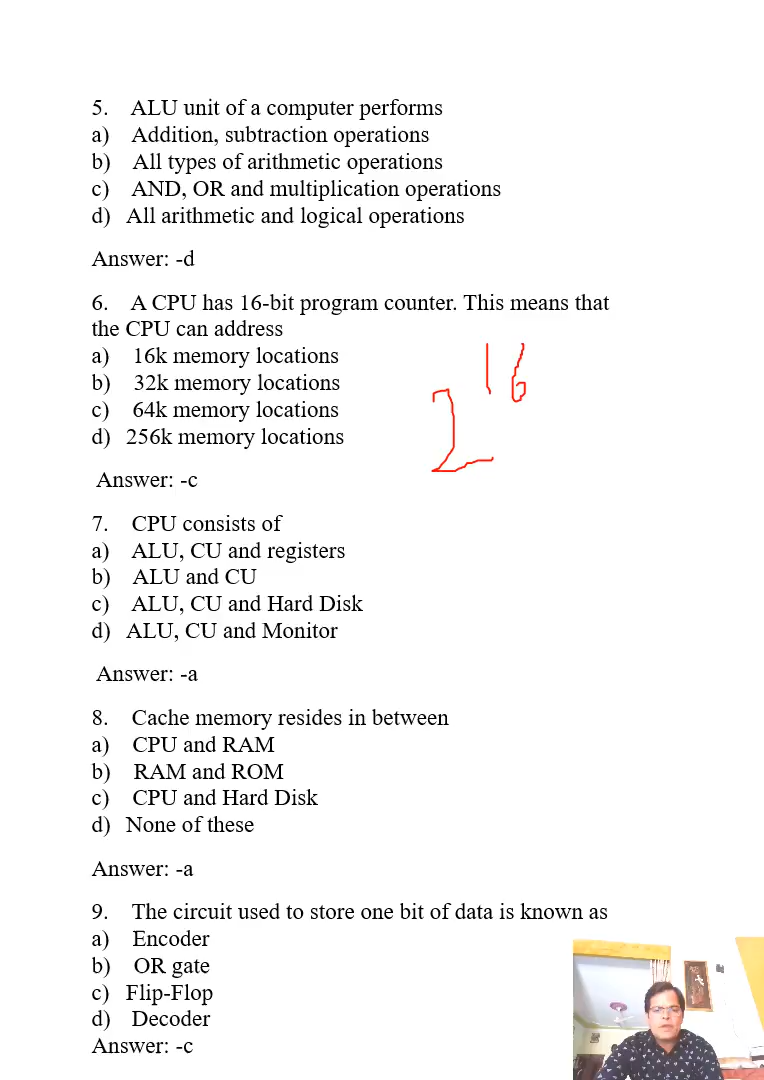 5. ALU unit of a computer performs
a) Addition, subtraction operations
b) All types of arithmetic operations
c) AND, OR and multiplication operations
d) All arithmetic and logical operations
Answer: -d
6. A CPU has 16-bit program counter. This means that
the CPU can address
a) 16k memory locations
b) 32k memory locations
c) 64k memory locations
d) 256k memory locations
2^16
Answer: -c
7. CPU consists of
a) ALU, CU and registers
b) ALU and CU
c) ALU, CU and Hard Disk
d) ALU, CU and Monitor
Answer: -a
8. Cache memory resides in between
a) CPU and RAM
b) RAM and ROM
c) CPU and Hard Disk
d) None of these
Answer: -a
9. The circuit used to store one bit of data is known as
a) Encoder
b) OR gate
c) Flip-Flop
d) Decoder
Answer: -c